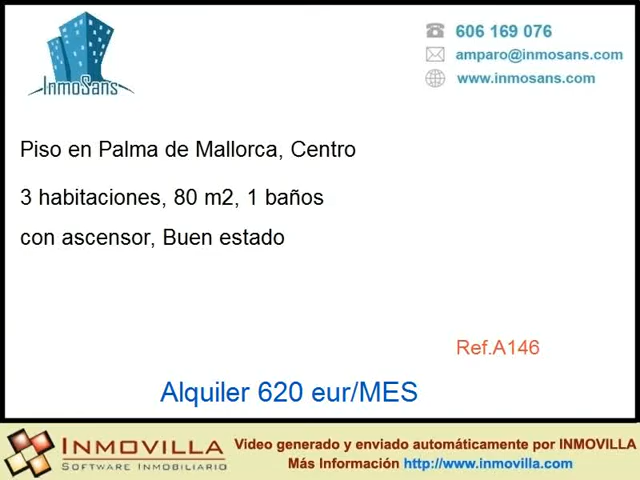 InmoSans
606 169 076
amparo@inmosans.com
www.inmosans.com
Piso en Palma de Mallorca, Centro
3 habitaciones, 80 m2, 1 baños
con ascensor, Buen estado
Ref.A146
Alquiler 620 eur/MES
INMOVILLA
SOFTWARE INMOBILIARIO
Video generado y enviado automáticamente por INMOVILLA
Más Información http://www.inmovilla.com